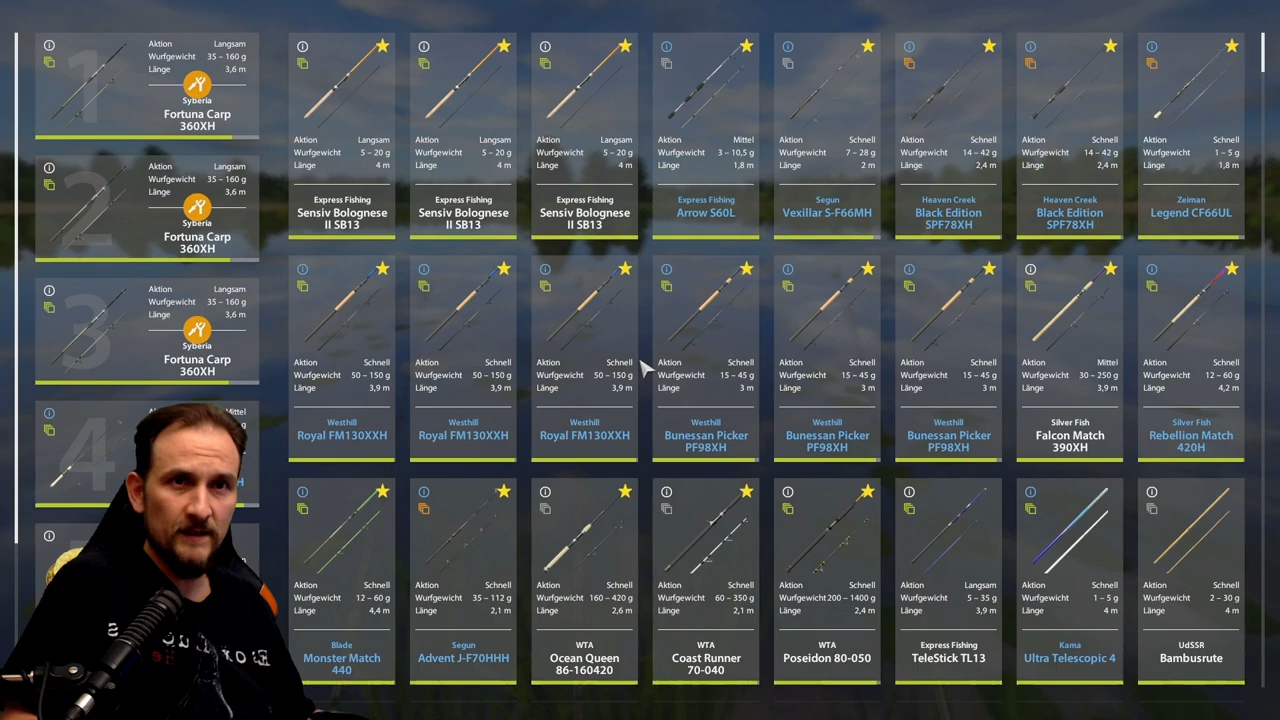 1
Aktion Langsam
Wurfgewicht 35 – 160 g
Länge 3,6 m
Syberia
Fortuna Carp
360XH
2
Aktion Langsam
Wurfgewicht 35 – 160 g
Länge 3,6 m
Syberia
Fortuna Carp
360XH
3
Aktion Langsam
Wurfgewicht 35 – 160 g
Länge 3,6 m
Syberia
Fortuna Carp
360XH
4
Mittel
Aktion Langsam
Wurfgewicht 5 – 20 g
Länge 4 m
Express Fishing
Sensiv Bolognese
II SB13
Aktion Langsam
Wurfgewicht 5 – 20 g
Länge 4 m
Express Fishing
Sensiv Bolognese
II SB13
Aktion Langsam
Wurfgewicht 5 – 20 g
Länge 4 m
Express Fishing
Sensiv Bolognese
II SB13
Aktion Mittel
Wurfgewicht 3 – 10,5 g
Länge 1,8 m
Express Fishing
Arrow S60L
Aktion Schnell
Wurfgewicht 7 – 28 g
Länge 2 m
Segun
Vexillar S-F66MH
Aktion Schnell
Wurfgewicht 14 – 42 g
Länge 2,4 m
Heaven Creek
Black Edition
SPF78XH
Aktion Schnell
Wurfgewicht 14 – 42 g
Länge 2,4 m
Heaven Creek
Black Edition
SPF78XH
Aktion Schnell
Wurfgewicht 1 – 5 g
Länge 1,8 m
Zeiman
Legend CF66UL
Aktion Schnell
Wurfgewicht 50 – 150 g
Länge 3,9 m
Westhill
Royal FM130XXH
Aktion Schnell
Wurfgewicht 50 – 150 g
Länge 3,9 m
Westhill
Royal FM130XXH
Aktion Schnell
Wurfgewicht 50 – 150 g
Länge 3,9 m
Westhill
Royal FM130XXH
Aktion Schnell
Wurfgewicht 15 – 45 g
Länge 3 m
Westhill
Bunessan Picker
PF98XH
Aktion Schnell
Wurfgewicht 15 – 45 g
Länge 3 m
Westhill
Bunessan Picker
PF98XH
Aktion Schnell
Wurfgewicht 15 – 45 g
Länge 3 m
Westhill
Bunessan Picker
PF98XH
Aktion Mittel
Wurfgewicht 30 – 250 g
Länge 3,9 m
Silver Fish
Falcon Match
390XH
Aktion Schnell
Wurfgewicht 12 – 60 g
Länge 4,2 m
Silver Fish
Rebellion Match
420H
Aktion Schnell
Wurfgewicht 12 – 60 g
Länge 4,4 m
Blade
Monster Match
440
Aktion Schnell
Wurfgewicht 35 – 112 g
Länge 2,1 m
Segun
Advent J-F70HHH
Aktion Schnell
Wurfgewicht 160 – 420 g
Länge 2,6 m
WTA
Ocean Queen
86-160420
Aktion Schnell
Wurfgewicht 60 – 350 g
Länge 2,1 m
WTA
Coast Runner
70-040
Aktion Schnell
Wurfgewicht 200 – 1400 g
Länge 2,4 m
WTA
Poseidon 80-050
Aktion Langsam
Wurfgewicht 5 – 35 g
Länge 3,9 m
Express Fishing
TeleStick TL13
Aktion Schnell
Wurfgewicht 1 – 5 g
Länge 4 m
Kama
Ultra Telescopic 4
Aktion Schnell
Wurfgewicht 2 – 30 g
Länge 4 m
UdSSR
Bambusrute